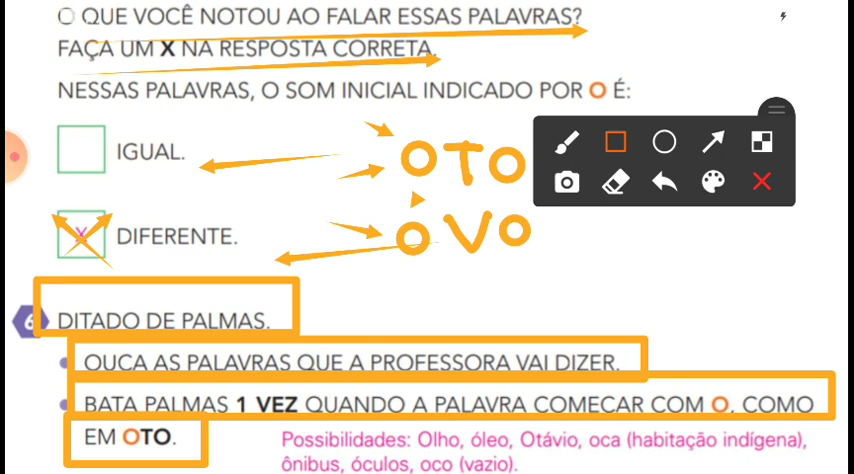 O QUE VOCÊ NOTOU AO FALAR ESSAS PALAVRAS?
FAÇA UM X NA RESPOSTA CORRETA.
NESSAS PALAVRAS, O SOM INICIAL INDICADO POR O É:
IGUAL.
OTO
X DIFERENTE.
ÓVO
6 DITADO DE PALMAS.
OUÇA AS PALAVRAS QUE A PROFESSORA VAI DIZER.
BATA PALMAS 1 VEZ QUANDO A PALAVRA COMEÇAR COM O, COMO
EM OTO.
Possibilidades: Olho, óleo, Otávio, oca (habitação indígena),
ônibus, óculos, oco (vazio).